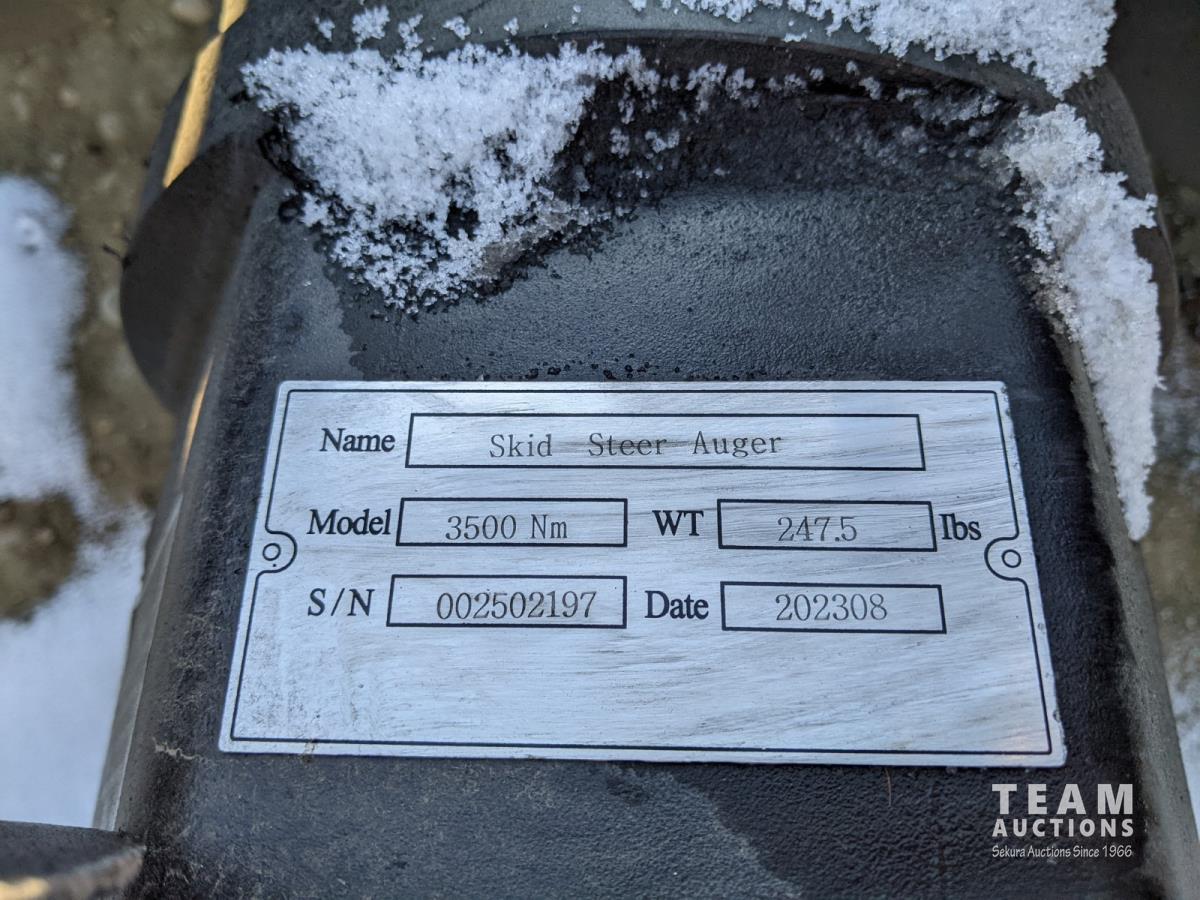 Name Skid Steer Auger
Model 3500 Nm WT 247.5 Ibs
S/N 002502197 Date 202308
TEAM
AUCTIONS
Sekura Auctions Since 1966